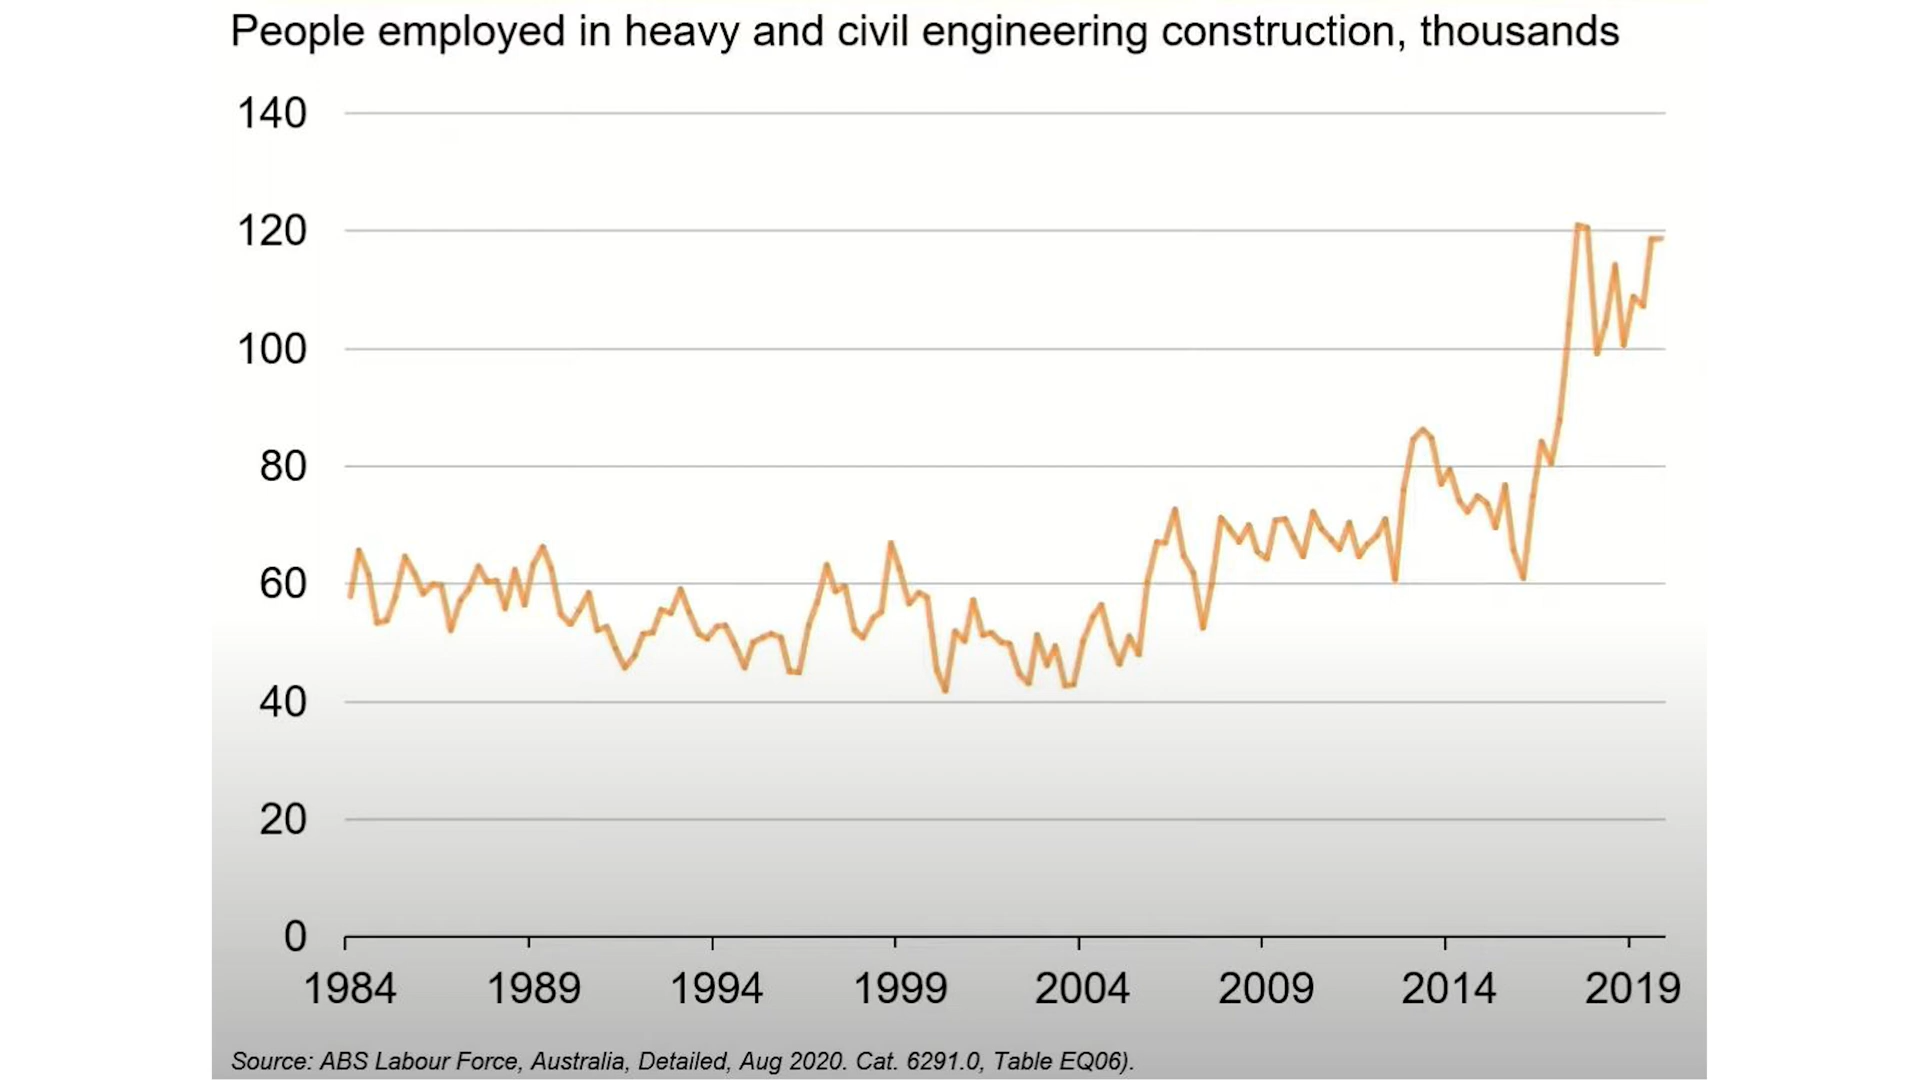 People employed in heavy and civil engineering construction, thousands
140
120
100
80
60
40
20
0
1984 1989 1994 1999 2004 2009 2014 2019
Source: ABS Labour Force, Australia, Detailed, Aug 2020. Cat. 6291.0, Table EQ06).